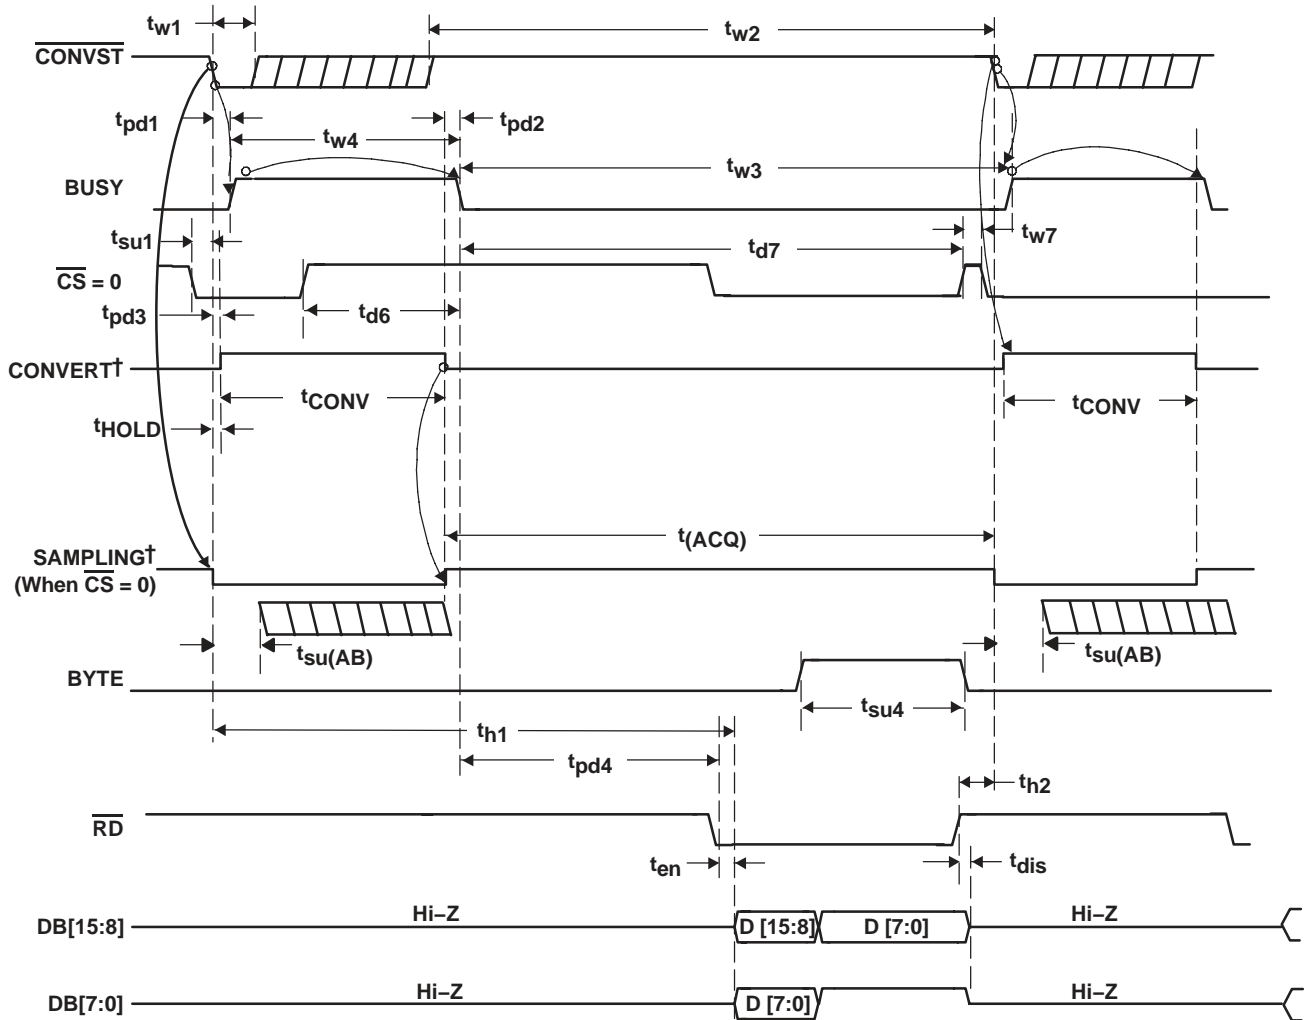 tw1
tw2
CONVST
tpd1
tw4
tpd2
tw3
BUSY
tsu1
td7
tw7
CS = 0
tpd3
td6
CONVERT†
tCONV
tCONV
tHOLD
t(ACQ)
SAMPLING†
(When CS = 0)
tsu(AB)
tsu(AB)
BYTE
tsu4
th1
tpd4
th2
RD
ten
tdis
Hi–Z
Hi–Z
DB[15:8]
D [15:8]
D [7:0]
Hi–Z
Hi–Z
DB[7:0]
D [7:0]